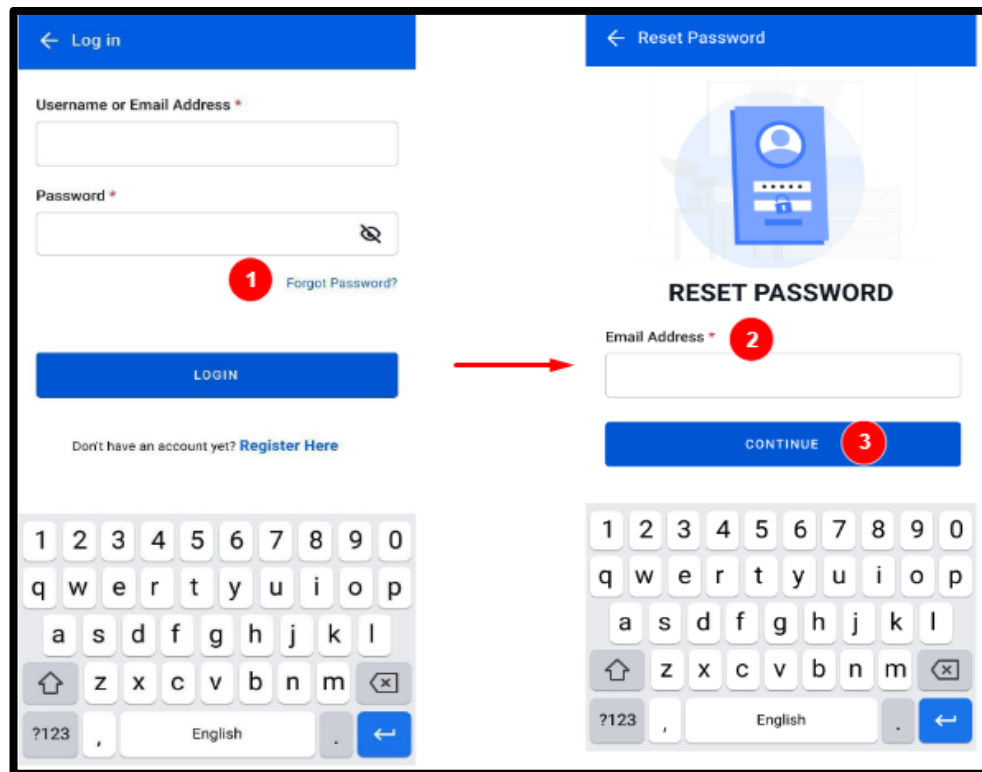 Log in
Username or Email Address *
Password *
1
Forgot Password?
LOGIN
Don't have an account yet? Register Here
1 2 3 4 5 6 7 8 9 0
q w e r t y u i o p
a s d f g h j k l
z x c v b n m
?123 , English .
Reset Password
RESET PASSWORD
Email Address * 2
CONTINUE 3
1 2 3 4 5 6 7 8 9 0
q w e r t y u i o p
a s d f g h j k l
z x c v b n m
?123 , English .